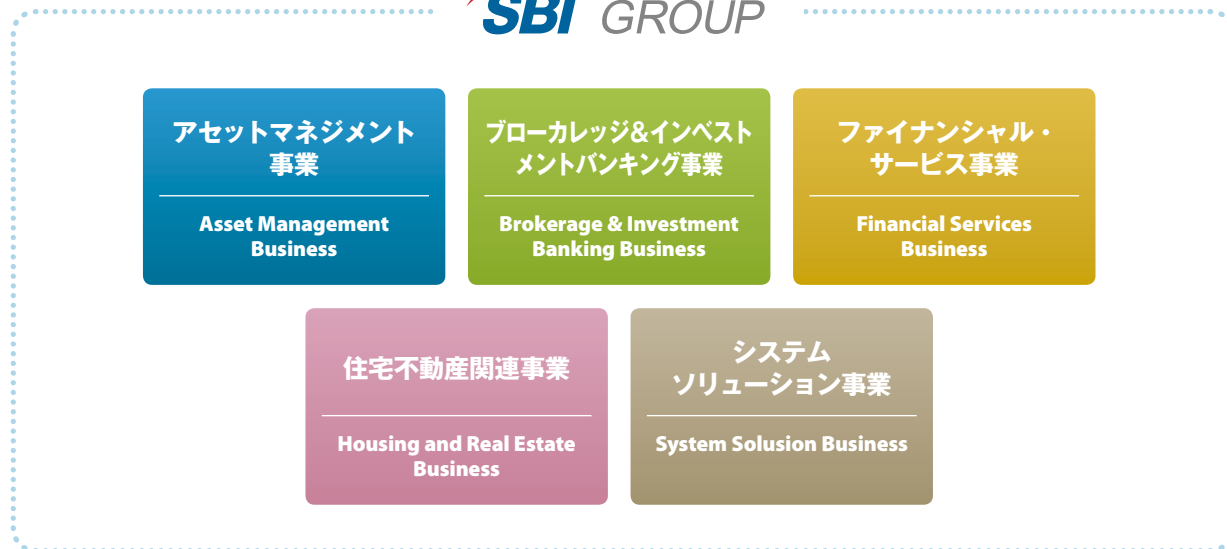 SBI GROUP
アセットマネジメント
事業
Asset Management
Business
ブローカレッジ&インベスト
メントバンキング事業
Brokerage & Investment
Banking Business
ファイナンシャル・
サービス事業
Financial Services
Business
住宅不動産関連事業
Housing and Real Estate
Business
システム
ソリューション事業
System Solusion Business